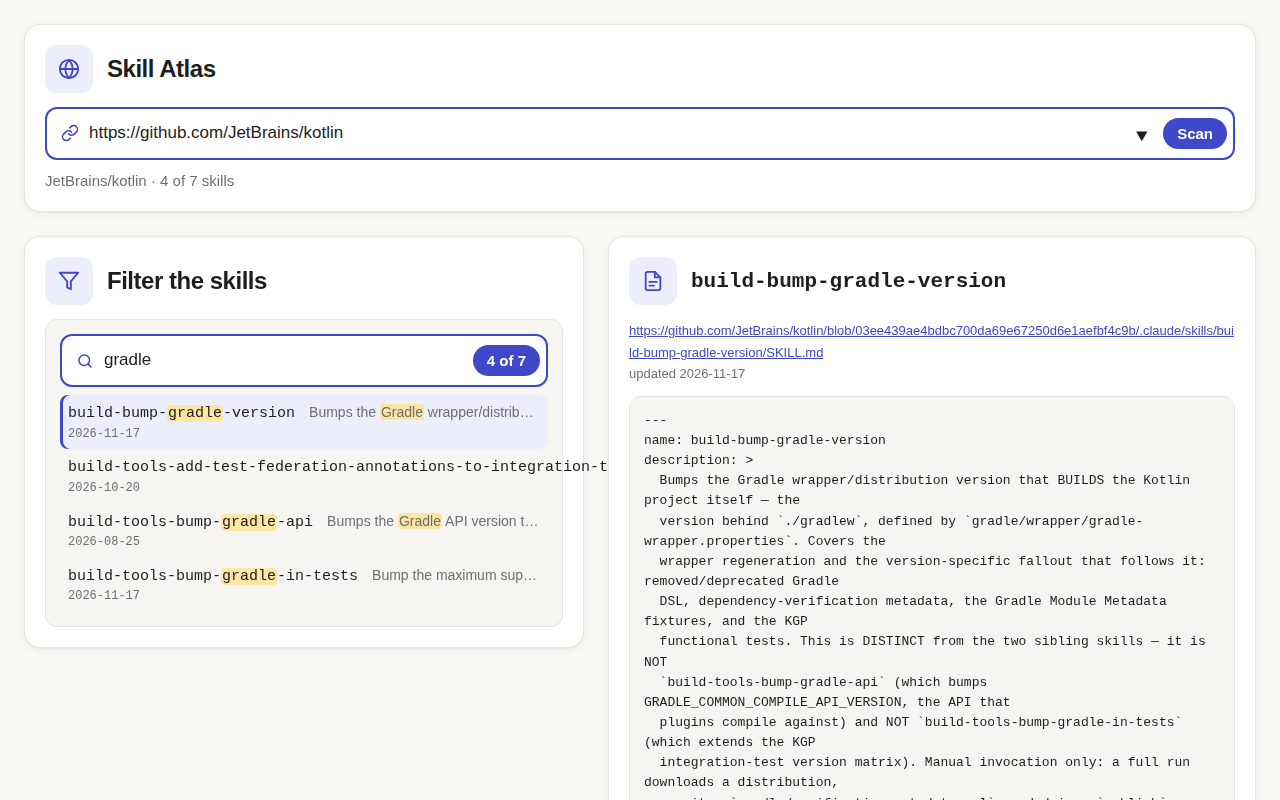 Skill Atlas
https://github.com/JetBrains/kotlin
Scan
JetBrains/kotlin · 4 of 7 skills
Filter the skills
gradle
4 of 7
build-bump-gradle-version Bumps the Gradle wrapper/distrib…
2026-11-17
build-tools-add-test-federation-annotations-to-integration-t
2026-10-20
build-tools-bump-gradle-api Bumps the Gradle API version t…
2026-08-25
build-tools-bump-gradle-in-tests Bump the maximum sup…
2026-11-17
build-bump-gradle-version
https://github.com/JetBrains/kotlin/blob/03ee439ae4bdbc700da69e67250d6e1aefbf4c9b/.claude/skills/bui
ld-bump-gradle-version/SKILL.md
updated 2026-11-17
---
name: build-bump-gradle-version
description: >
Bumps the Gradle wrapper/distribution version that BUILDS the Kotlin
project itself — the
version behind `./gradlew`, defined by `gradle/wrapper/gradle-
wrapper.properties`. Covers the
wrapper regeneration and the version-specific fallout that follows it:
removed/deprecated Gradle
DSL, dependency-verification metadata, the Gradle Module Metadata
fixtures, and the KGP
functional tests. This is DISTINCT from the two sibling skills — it is
NOT
`build-tools-bump-gradle-api` (which bumps
GRADLE_COMMON_COMPILE_API_VERSION, the API that
plugins compile against) and NOT `build-tools-bump-gradle-in-tests`
(which extends the KGP
integration-test version matrix). Manual invocation only: a full run
downloads a distribution,